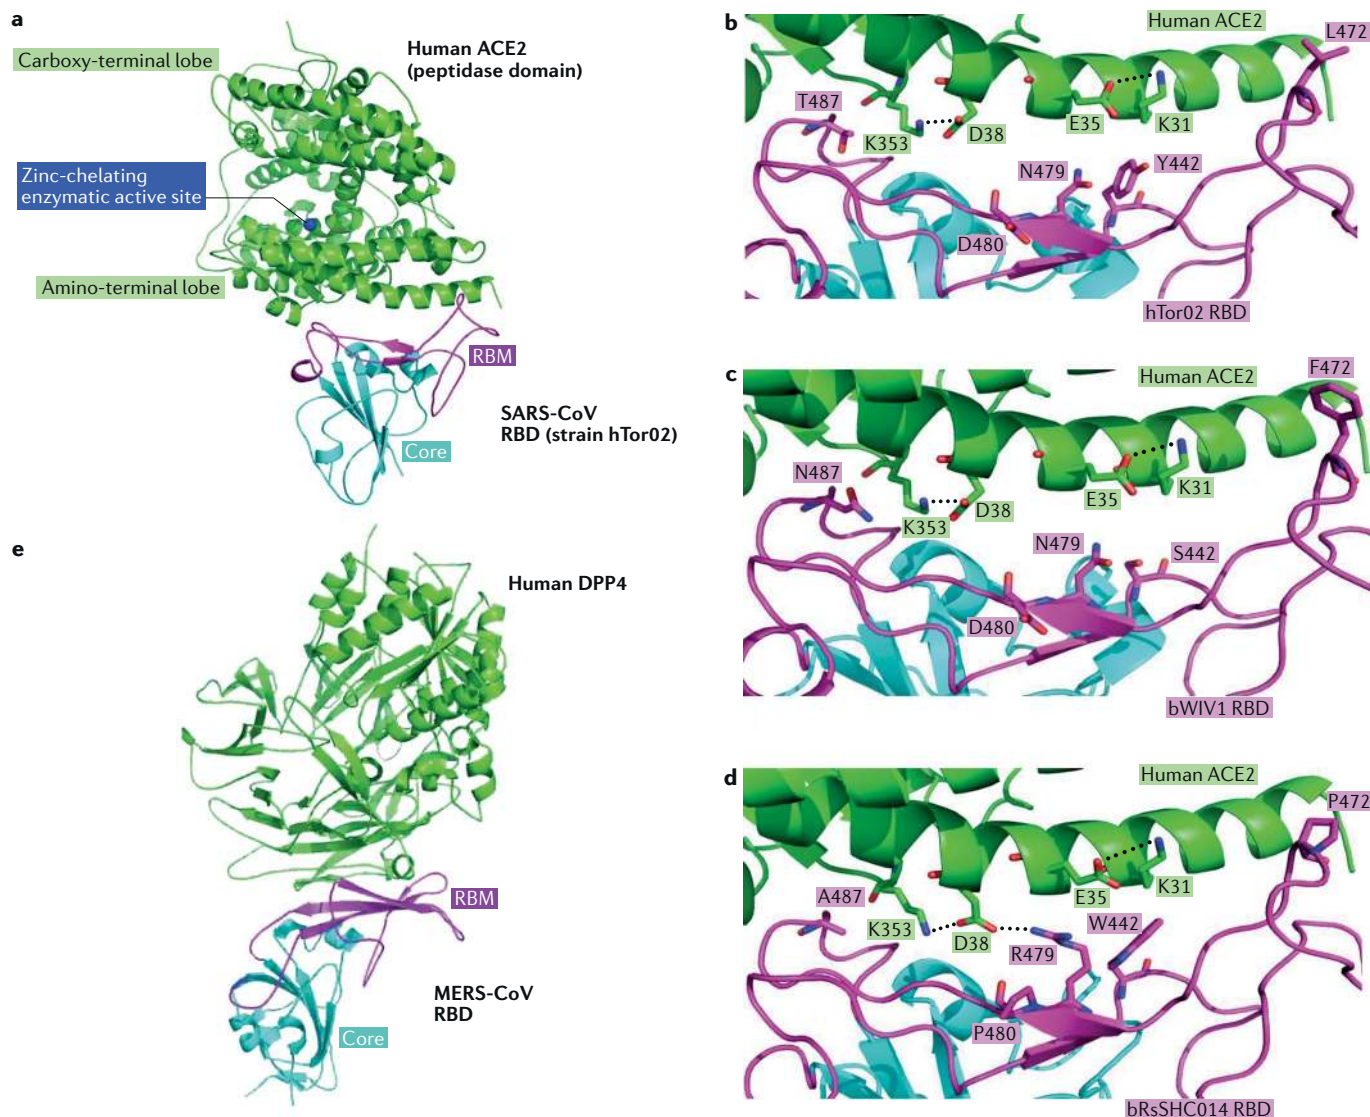 a
Human ACE2
(peptidase domain)
Carboxy-terminal lobe
Zinc-chelating
enzymatic active site
Amino-terminal lobe
RBM
SARS-CoV
RBD (strain hTor02)
Core
b
Human ACE2
L472
T487
K353
D38
E35
K31
N479
Y442
D480
hTor02 RBD
c
Human ACE2
F472
N487
K353
D38
E35
K31
N479
S442
D480
bWIV1 RBD
d
Human ACE2
P472
A487
K353
D38
E35
K31
W442
R479
P480
bRsSHC014 RBD
e
Human DPP4
RBM
MERS-CoV
RBD
Core